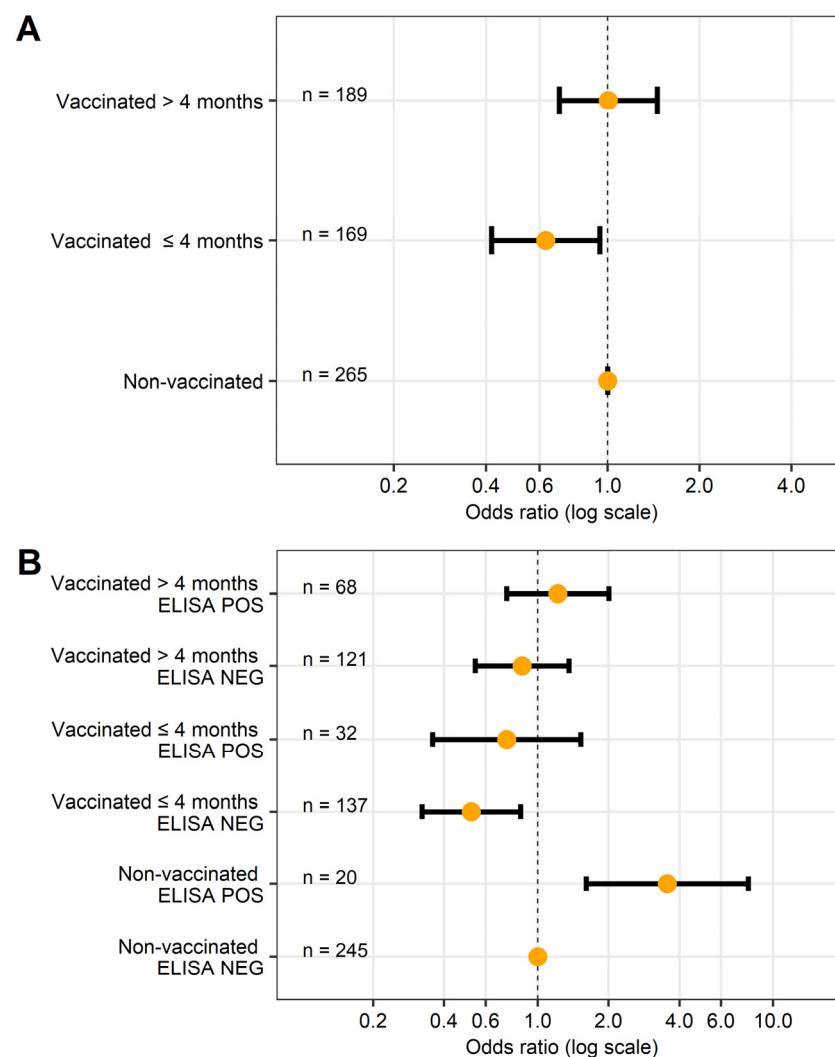 A
Vaccinated > 4 months
n = 189
Vaccinated ≤ 4 months
n = 169
Non-vaccinated
n = 265
0.2 0.4 0.6 1.0 2.0 4.0
Odds ratio (log scale)
B
Vaccinated > 4 months
ELISA POS
n = 68
Vaccinated > 4 months
ELISA NEG
n = 121
Vaccinated ≤ 4 months
ELISA POS
n = 32
Vaccinated ≤ 4 months
ELISA NEG
n = 137
Non-vaccinated
ELISA POS
n = 20
Non-vaccinated
ELISA NEG
n = 245
0.2 0.4 0.6 1.0 2.0 4.0 6.0 10.0
Odds ratio (log scale)